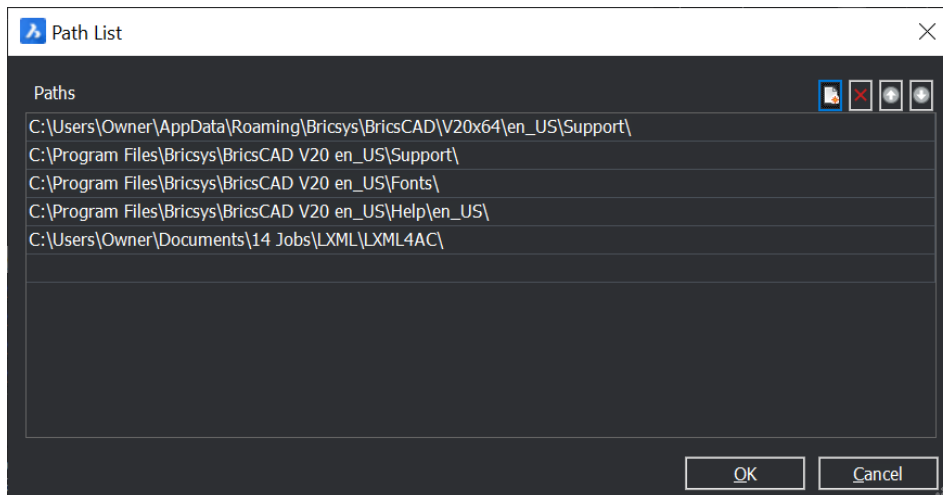 Path List
Paths
C:\Users\Owner\AppData\Roaming\Bricsys\BricsCAD\V20x64\en_US\Support\
C:\Program Files\Bricsys\BricsCAD V20 en_US\Support\
C:\Program Files\Bricsys\BricsCAD V20 en_US\Fonts\
C:\Program Files\Bricsys\BricsCAD V20 en_US\Help\en_US\
C:\Users\Owner\Documents\14 Jobs\LXML\LXML4AC\
OK Cancel